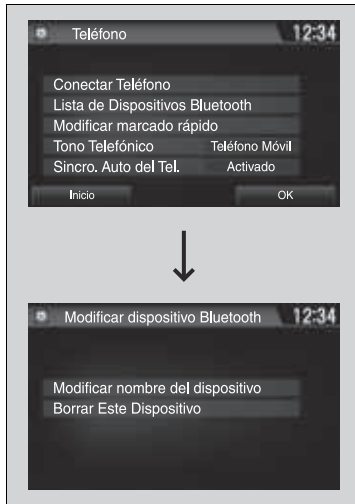 Teléfono
12:34
Conectar Teléfono
Lista de Dispositivos Bluetooth
Modificar marcado rápido
Tono Telefónico Teléfono Móvil
Sincro. Auto del Tel. Activado
Inicio OK
Modificar dispositivo Bluetooth
12:34
Modificar nombre del dispositivo
Borrar Este Dispositivo